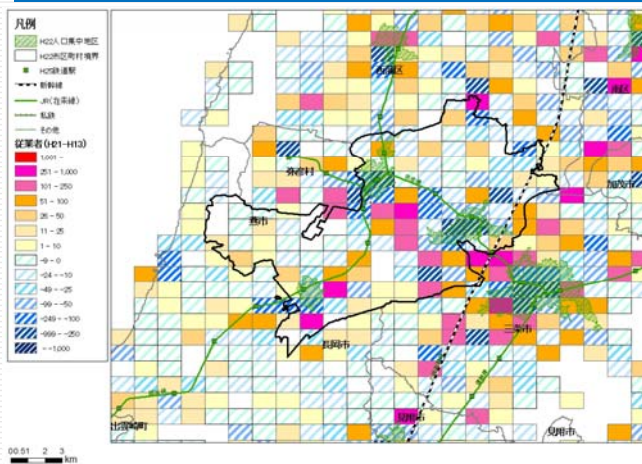 凡例
H22人口集中地区
H22市区町村境界
H25鉄道駅
新幹線
JR(在来線)
私鉄
その他
従業者(H21-H13)
1,001 -
251 - 1,000
101 - 250
51 - 100
26 - 50
11 - 25
1 - 10
-9 - 0
-24 - -10
-49 - -25
-99 - -50
-249 - -100
-999 - -250
- -1,000
西蒲区
南区
弥彦村
加茂市
燕市
三条市
長岡市
見附市
見附市
出雲崎町
00.51 2 3
km